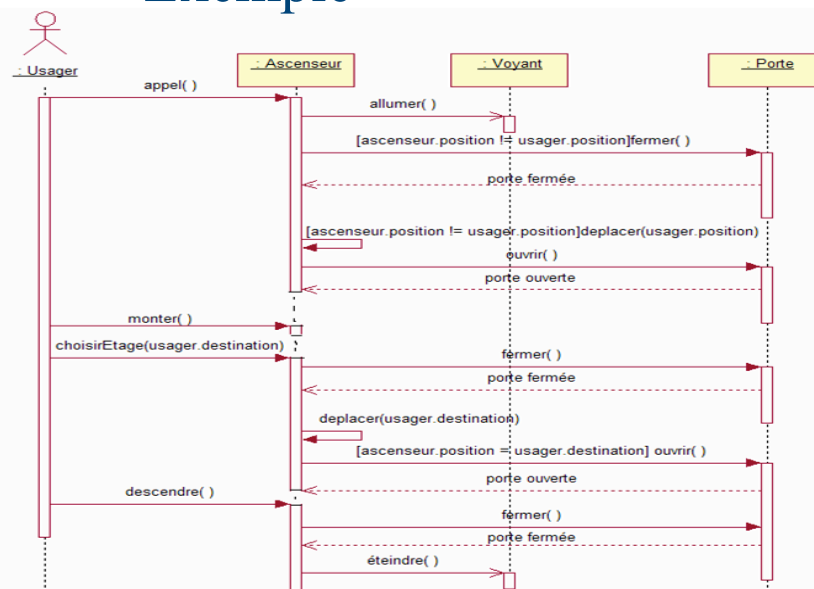 Exemple
: Usager
: Ascenseur
: Voyant
: Porte
appel( )
allumer( )
[ascenseur.position != usager.position]fermer( )
porte fermée
[ascenseur.position != usager.position]deplacer(usager.position)
ouvrir( )
porte ouverte
monter( )
choisirEtage(usager.destination)
fermer( )
porte fermée
deplacer(usager.destination)
[ascenseur.position = usager.destination] ouvrir( )
porte ouverte
descendre( )
fermer( )
porte fermée
éteindre( )